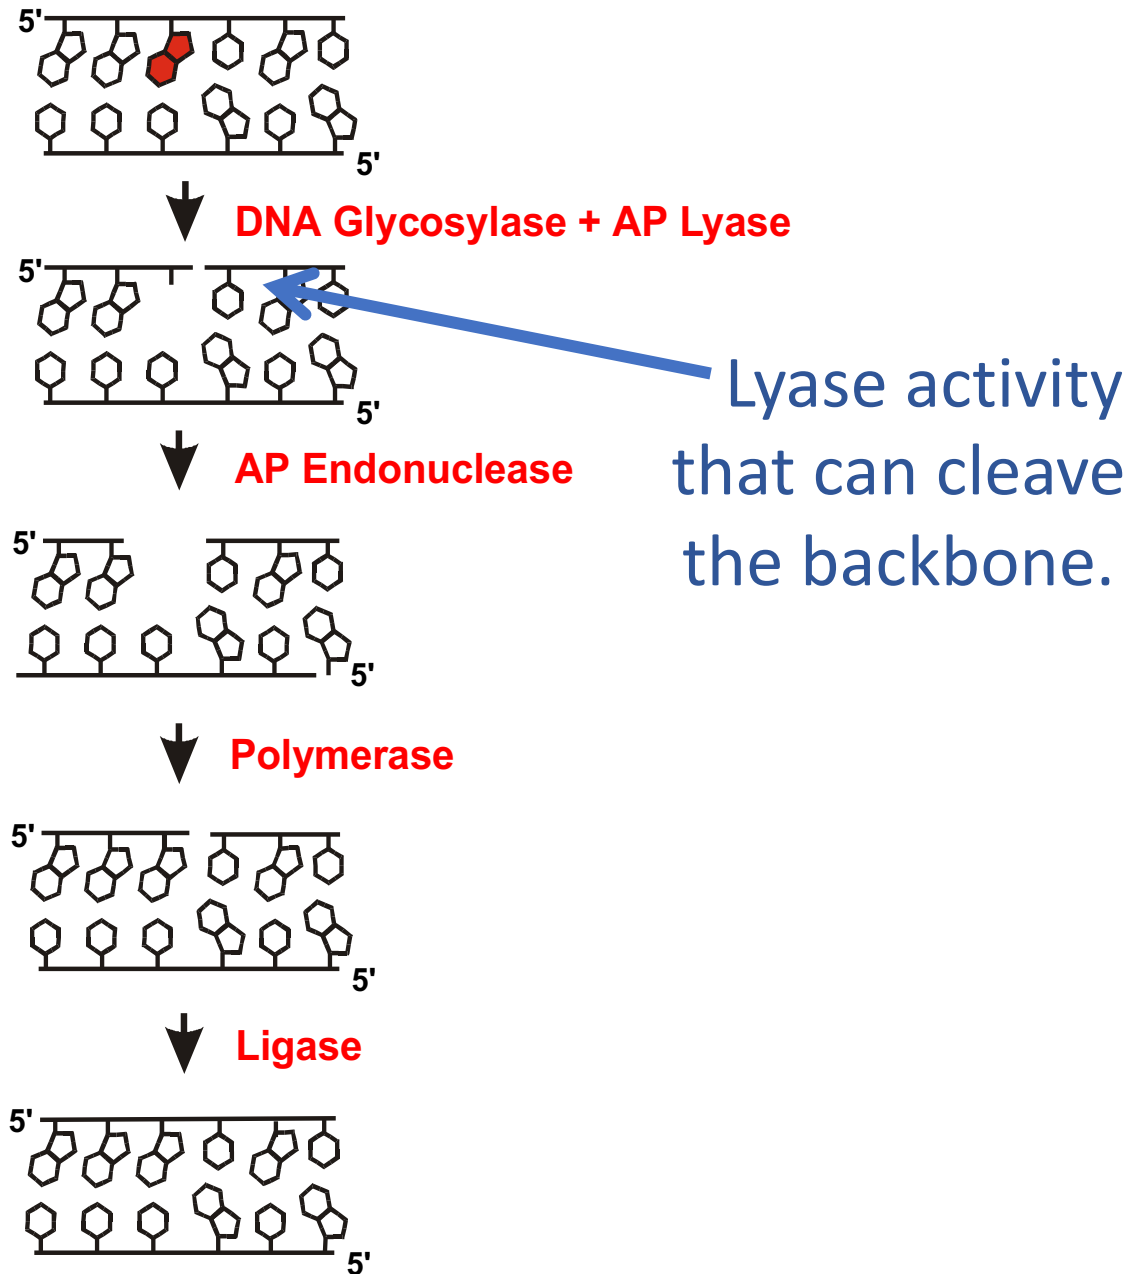 5'
5'
DNA Glycosylase + AP Lyase
5'
Lyase activity
that can cleave
the backbone.
5'
AP Endonuclease
5'
5'
Polymerase
5'
5'
Ligase
5'
5'